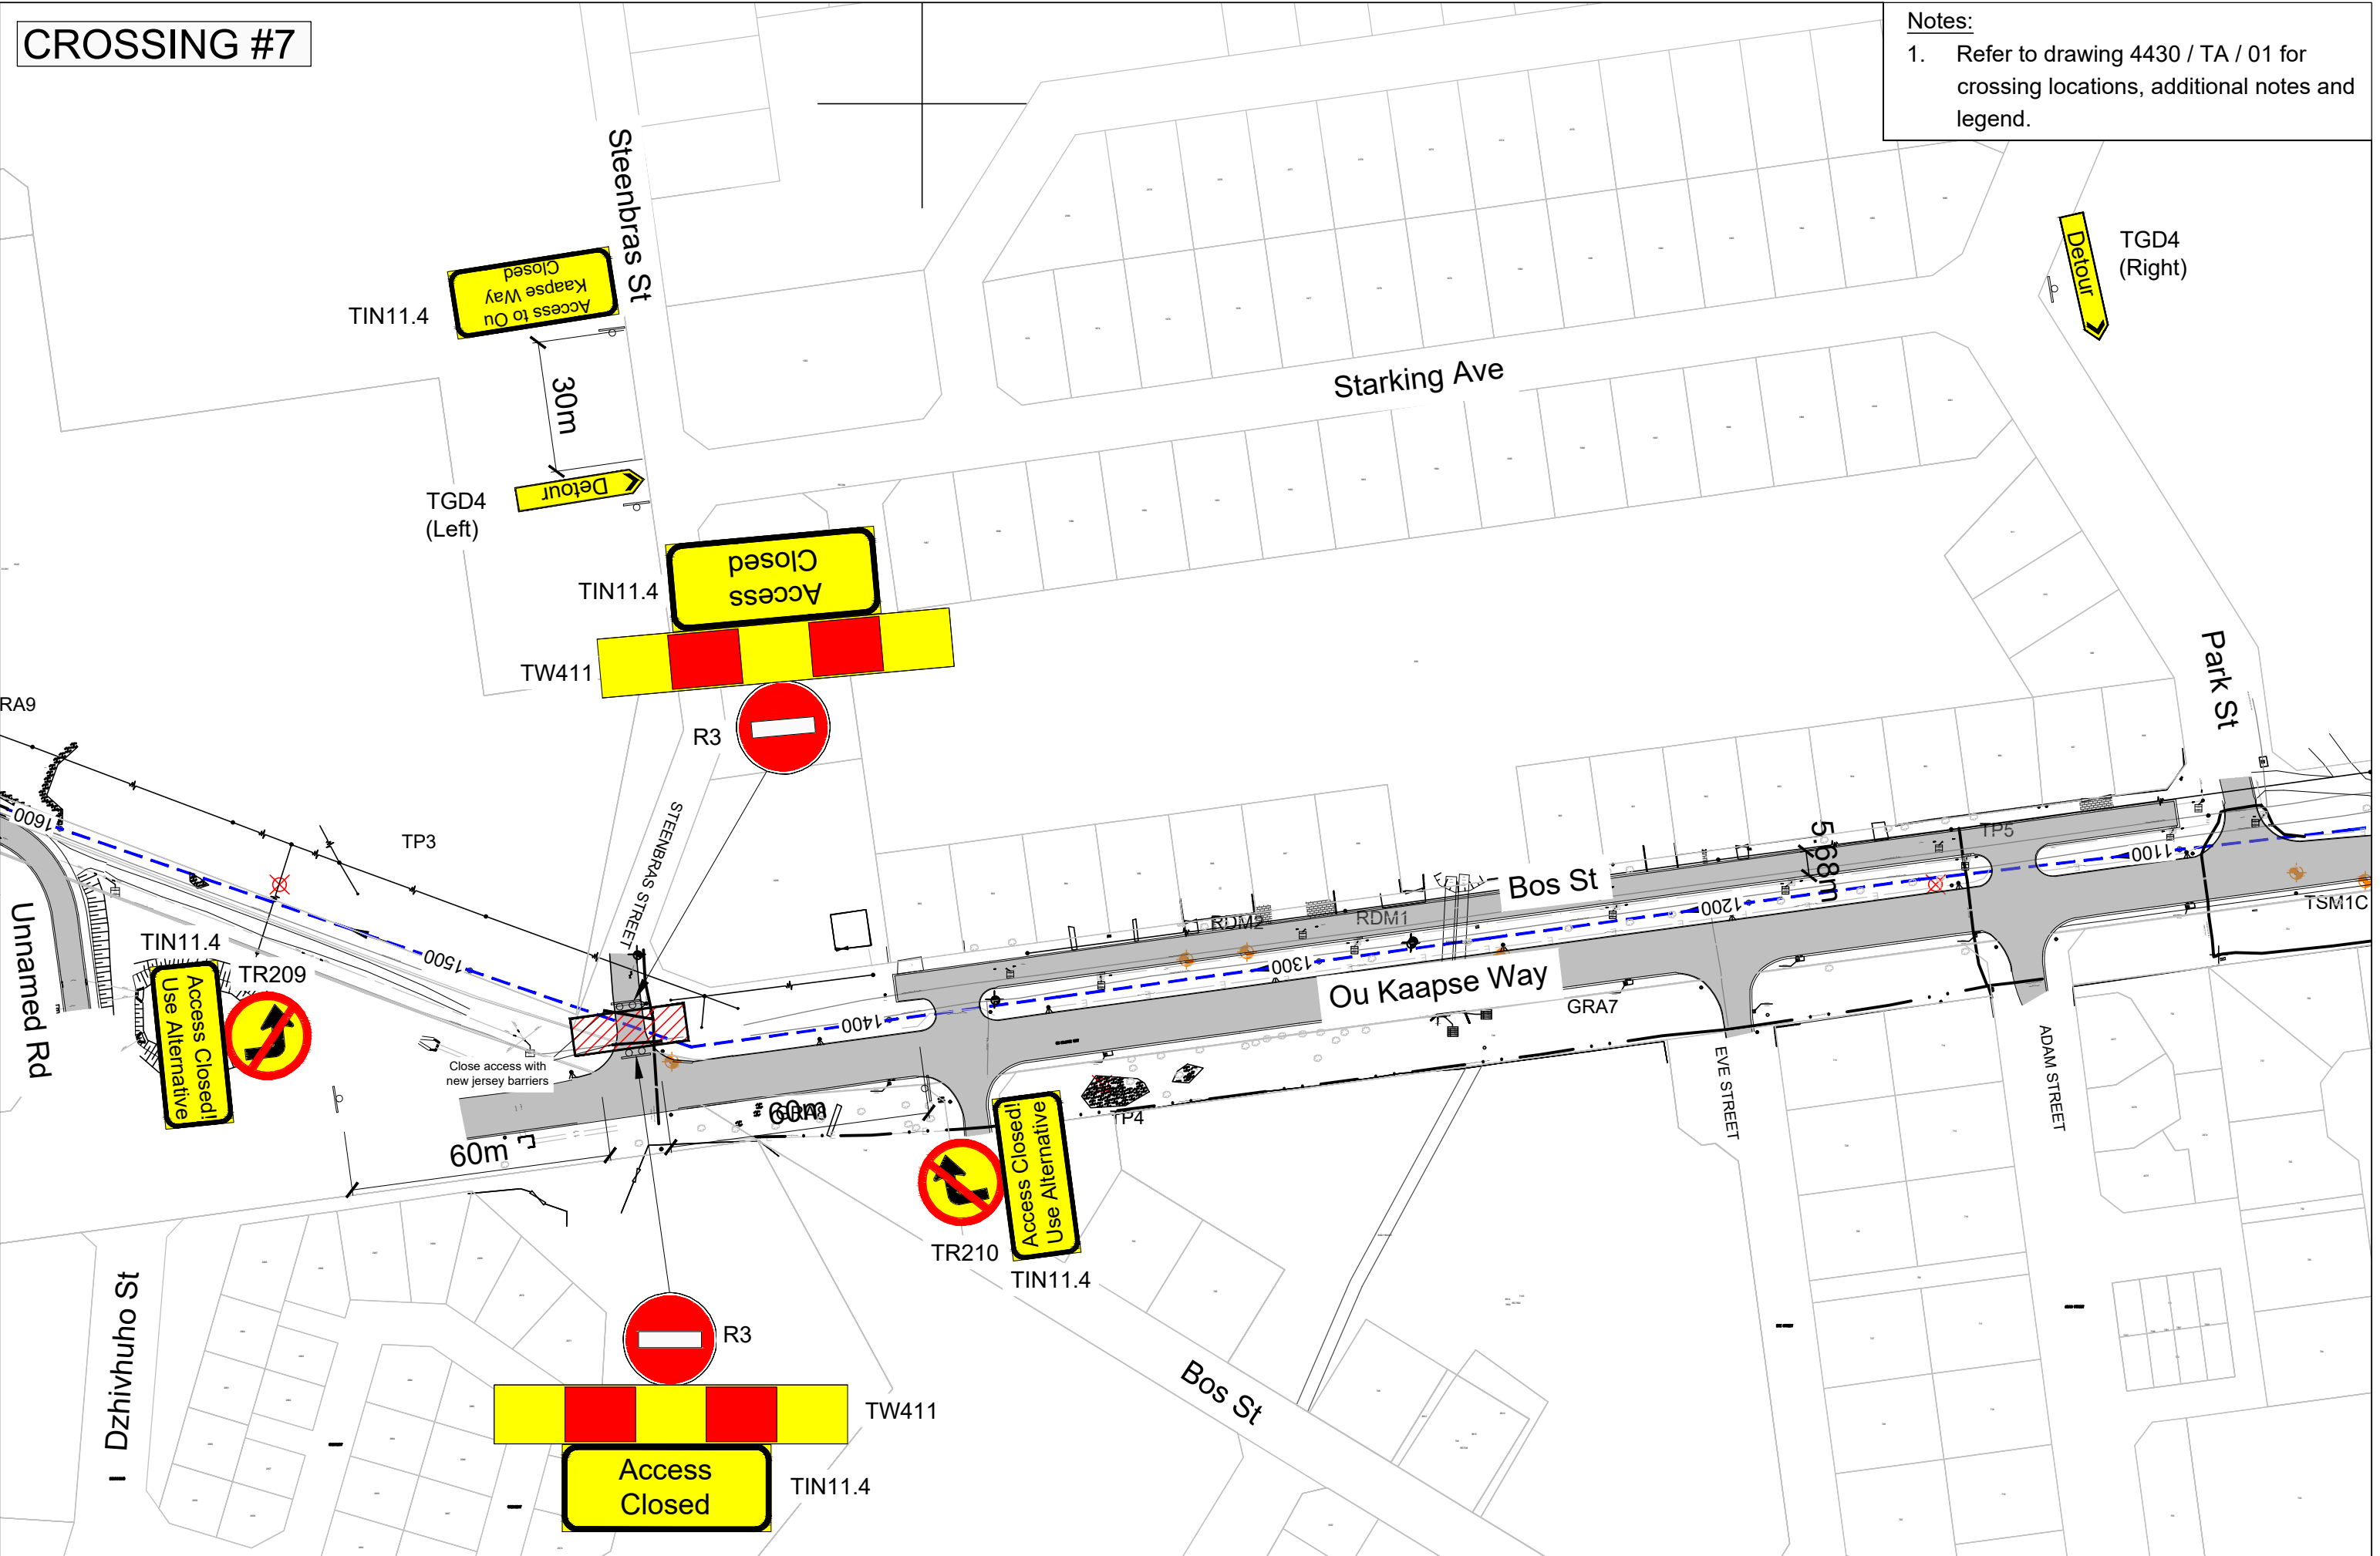 CROSSING #7
Notes:
1. Refer to drawing 4430 / TA / 01 for
crossing locations, additional notes and
legend.
Steenbras St
Access to Ou
Kaapse Way
Closed
TIN11.4
30m
Detour
TGD4
(Left)
Detour
TGD4
(Right)
Starking Ave
Access
Closed
TIN11.4
TW411
R3
Park St
RA9
1600
TP3
STEENBRAS STREET
Unnamed Rd
TIN11.4
Access Closed!
Use Alternative
TR209
1500
Close access with
new jersey barriers
1400
1300
1200
1100
RDM2
RDM1
Bos St
5.68m
TP5
TSM1C
Ou Kaapse Way
GRA7
EVE STREET
ADAM STREET
60m
60m
GRA8
TP4
Access Closed!
Use Alternative
TR210
TIN11.4
R3
TW411
Access
Closed
TIN11.4
Dzhivhuho St
Bos St